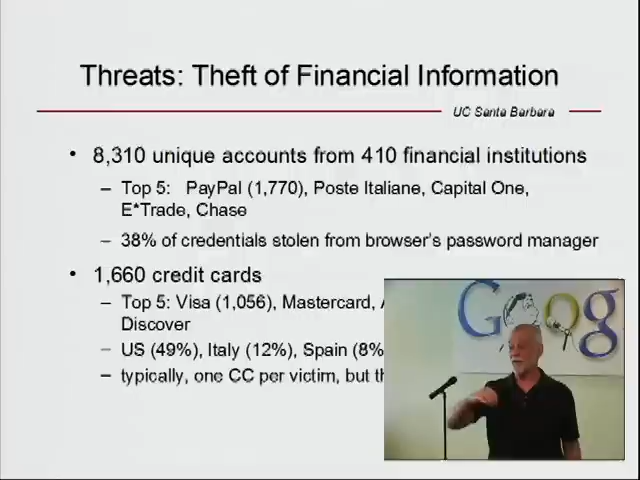 Threats: Theft of Financial Information
UC Santa Barbara
• 8,310 unique accounts from 410 financial institutions
– Top 5: PayPal (1,770), Poste Italiane, Capital One,
E*Trade, Chase
– 38% of credentials stolen from browser's password manager
• 1,660 credit cards
– Top 5: Visa (1,056), Mastercard,
Discover
– US (49%), Italy (12%), Spain (8%
– typically, one CC per victim, but
Goog